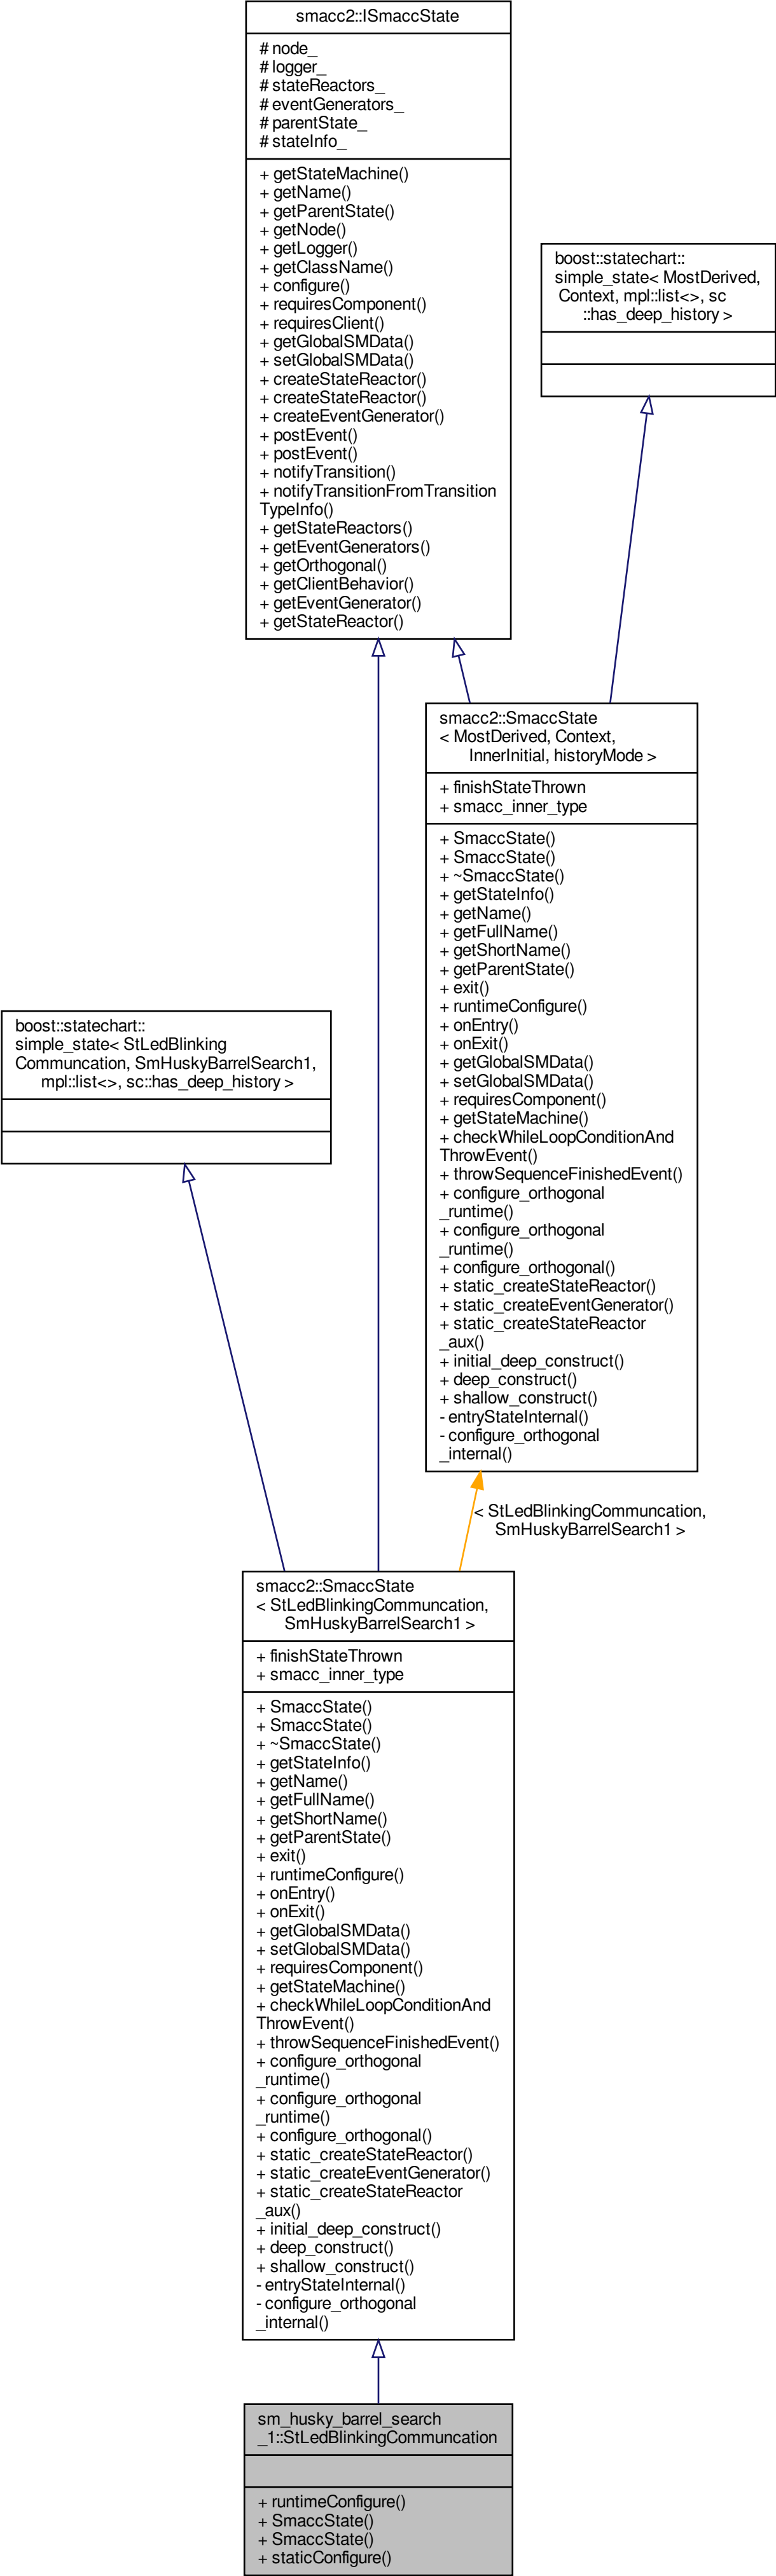 smacc2::ISmaccState
# node_
# logger_
# stateReactors_
# eventGenerators_
# parentState_
# stateInfo_
+ getStateMachine()
+ getName()
+ getParentState()
+ getNode()
+ getLogger()
+ getClassName()
+ configure()
+ requiresComponent()
+ requiresClient()
+ getGlobalSMData()
+ setGlobalSMData()
+ createStateReactor()
+ createStateReactor()
+ createEventGenerator()
+ postEvent()
+ postEvent()
+ notifyTransition()
+ notifyTransitionFromTransition
TypeInfo()
+ getStateReactors()
+ getEventGenerators()
+ getOrthogonal()
+ getClientBehavior()
+ getEventGenerator()
+ getStateReactor()
boost::statechart::
simple_state< MostDerived,
Context, mpl::list<>, sc
::has_deep_history >
smacc2::SmaccState
< MostDerived, Context,
InnerInitial, historyMode >
+ finishStateThrown
+ smacc_inner_type
+ SmaccState()
+ SmaccState()
+ ~SmaccState()
+ getStateInfo()
+ getName()
+ getFullName()
+ getShortName()
+ getParentState()
+ exit()
+ runtimeConfigure()
+ onEntry()
+ onExit()
+ getGlobalSMData()
+ setGlobalSMData()
+ requiresComponent()
+ getStateMachine()
+ checkWhileLoopConditionAnd
ThrowEvent()
+ throwSequenceFinishedEvent()
+ configure_orthogonal
_runtime()
+ configure_orthogonal
_runtime()
+ configure_orthogonal()
+ static_createStateReactor()
+ static_createEventGenerator()
+ static_createStateReactor
_aux()
+ initial_deep_construct()
+ deep_construct()
+ shallow_construct()
- entryStateInternal()
- configure_orthogonal
_internal()
boost::statechart::
simple_state< StLedBlinking
Communcation, SmHuskyBarrelSearch1,
mpl::list<>, sc::has_deep_history >
< StLedBlinkingCommuncation,
SmHuskyBarrelSearch1 >
smacc2::SmaccState
< StLedBlinkingCommuncation,
SmHuskyBarrelSearch1 >
+ finishStateThrown
+ smacc_inner_type
+ SmaccState()
+ SmaccState()
+ ~SmaccState()
+ getStateInfo()
+ getName()
+ getFullName()
+ getShortName()
+ getParentState()
+ exit()
+ runtimeConfigure()
+ onEntry()
+ onExit()
+ getGlobalSMData()
+ setGlobalSMData()
+ requiresComponent()
+ getStateMachine()
+ checkWhileLoopConditionAnd
ThrowEvent()
+ throwSequenceFinishedEvent()
+ configure_orthogonal
_runtime()
+ configure_orthogonal
_runtime()
+ configure_orthogonal()
+ static_createStateReactor()
+ static_createEventGenerator()
+ static_createStateReactor
_aux()
+ initial_deep_construct()
+ deep_construct()
+ shallow_construct()
- entryStateInternal()
- configure_orthogonal
_internal()
sm_husky_barrel_search
_1::StLedBlinkingCommuncation
+ runtimeConfigure()
+ SmaccState()
+ SmaccState()
+ staticConfigure()